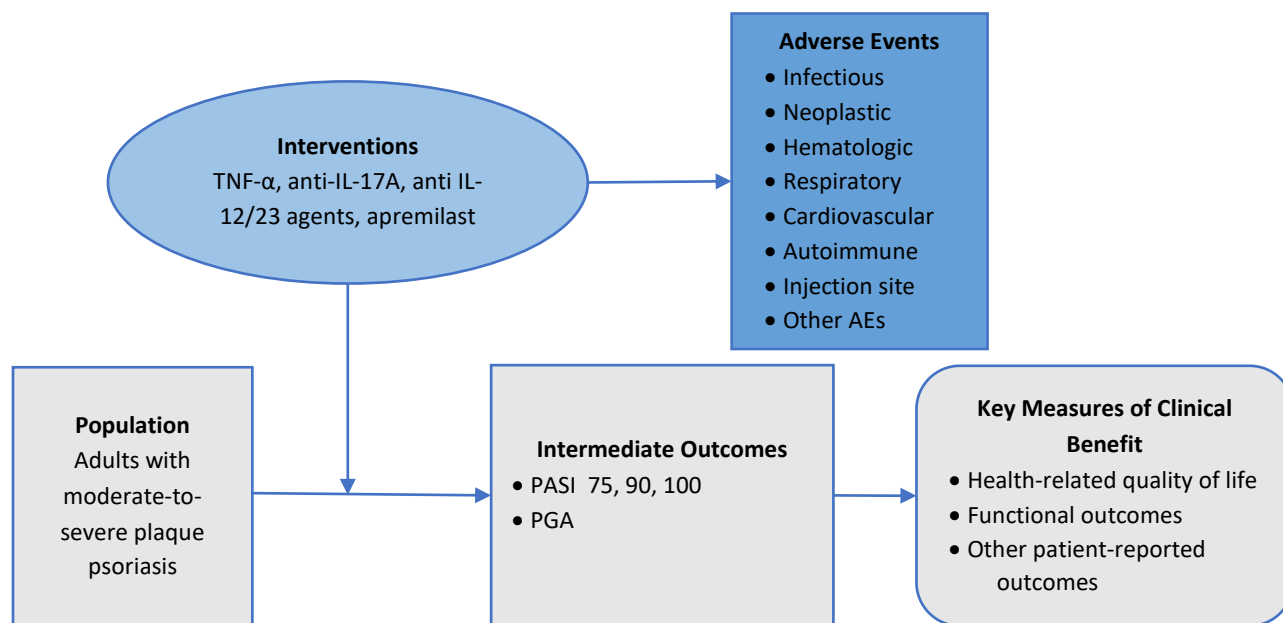 Interventions
TNF-α, anti-IL-17A, anti IL-
12/23 agents, apremilast
Adverse Events
• Infectious
• Neoplastic
• Hematologic
• Respiratory
• Cardiovascular
• Autoimmune
• Injection site
• Other AEs
Population
Adults with
moderate-to-
severe plaque
psoriasis
Intermediate Outcomes
• PASI 75, 90, 100
• PGA
Key Measures of Clinical
Benefit
• Health-related quality of life
• Functional outcomes
• Other patient-reported
outcomes